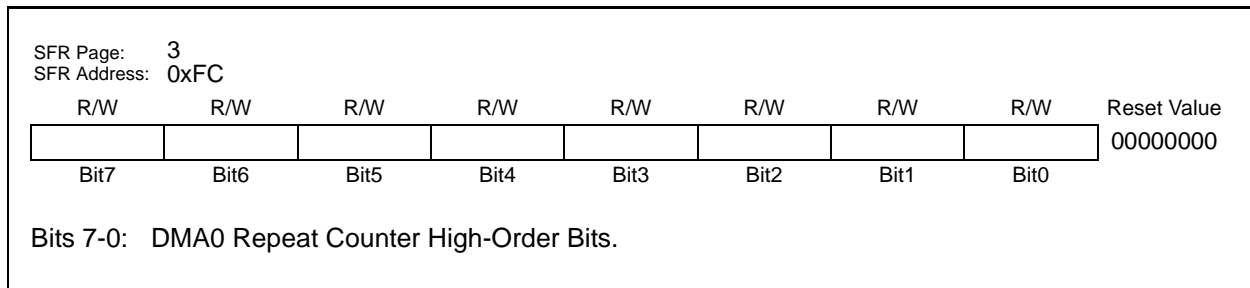 SFR Page: 3
SFR Address: 0xFC
R/W R/W R/W R/W R/W R/W R/W R/W Reset Value
00000000
Bit7 Bit6 Bit5 Bit4 Bit3 Bit2 Bit1 Bit0
Bits 7-0: DMA0 Repeat Counter High-Order Bits.